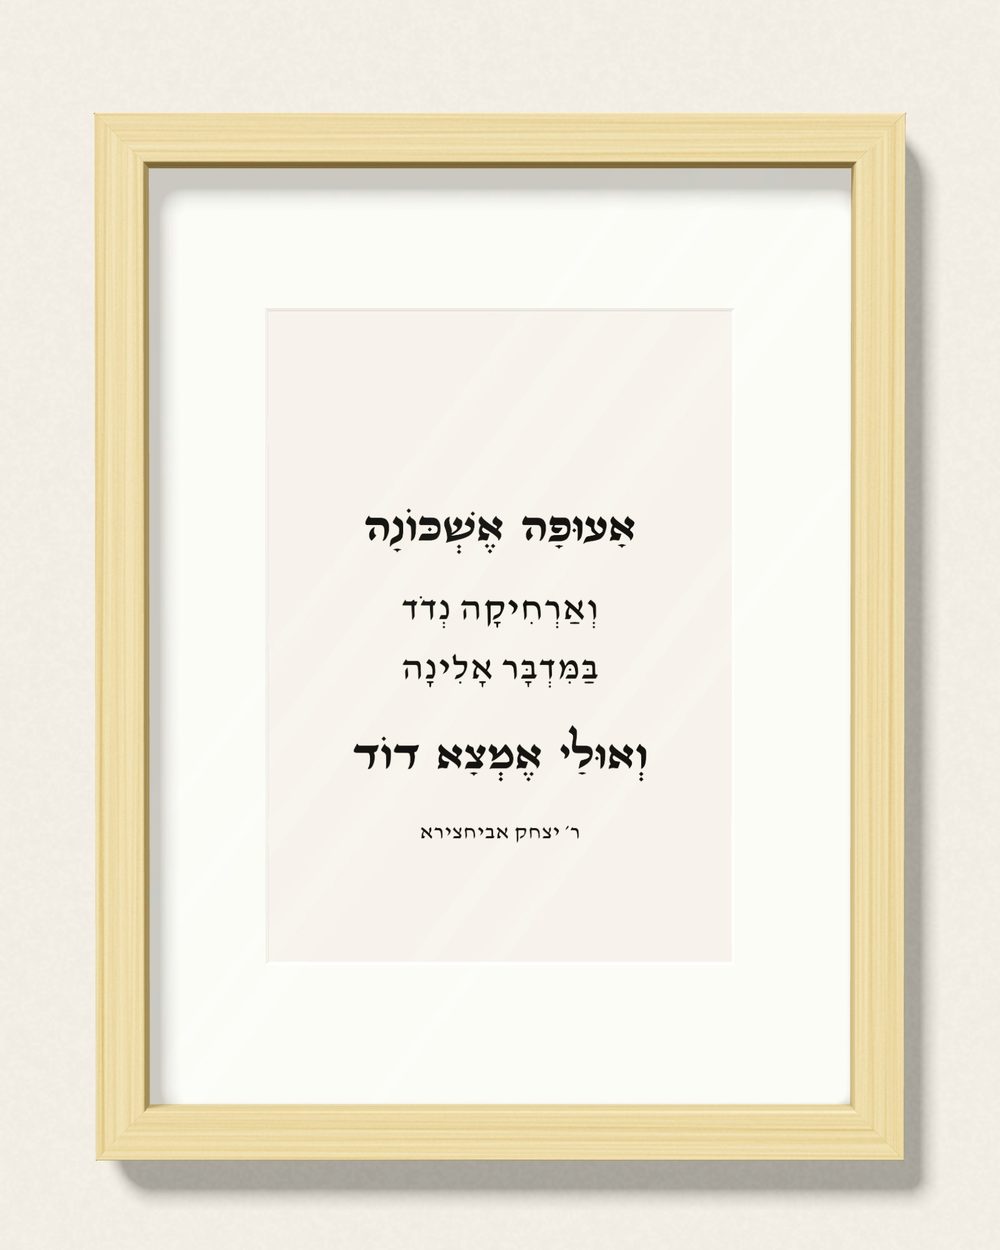 אָעוּפָה אֶשְׁכּוֹנָה
וְאַרְחִיקָה נְדֹד
בַּמִּדְבָּר אָלִינָה
וְאוּלַי אֶמְצָא דוֹד
ר׳ יצחק אביחצירא